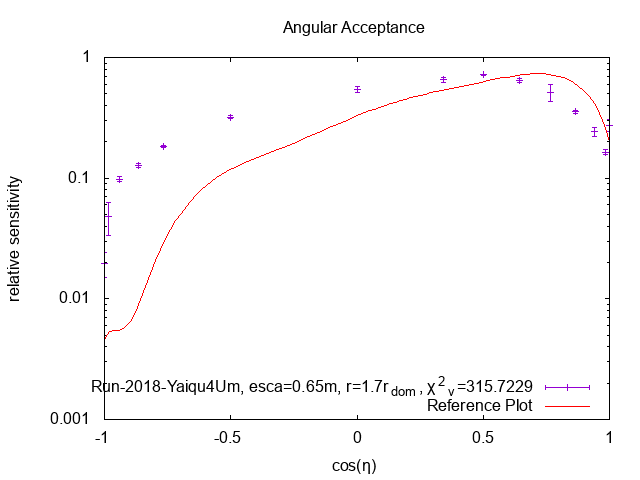 Angular Acceptance
1
0.1
0.01
0.001
relative sensitivity
Run-2018-Yaiqu4Um, esca=0.65m, r=1.7r_dom, χ²_ν=315.7229
Reference Plot
-1 -0.5 0 0.5 1
cos(η)